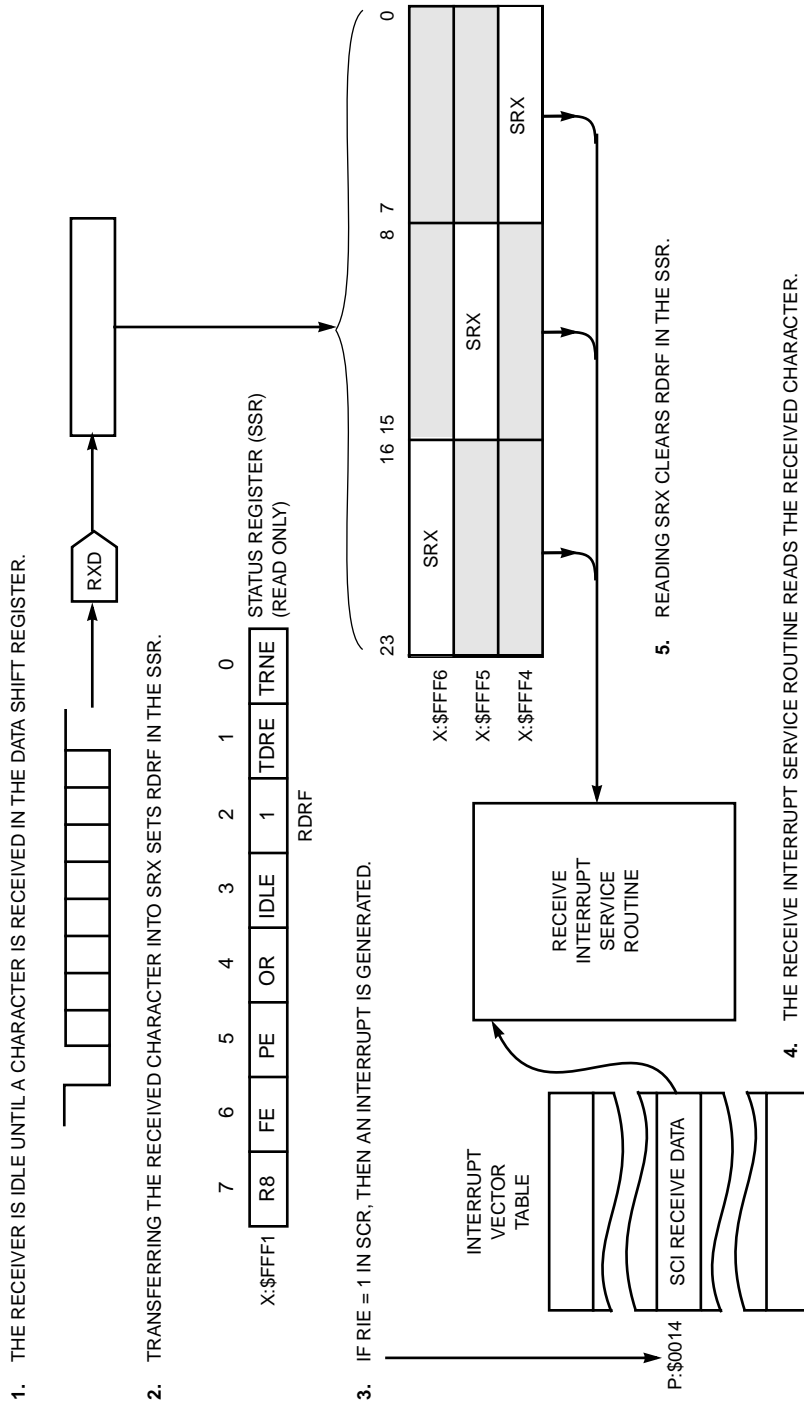 1. THE RECEIVER IS IDLE UNTIL A CHARACTER IS RECEIVED IN THE DATA SHIFT REGISTER.
RXD
2. TRANSFERRING THE RECEIVED CHARACTER INTO SRX SETS RDRF IN THE SSR.
7 6 5 4 3 2 1 0
X:$FFF1 R8 FE PE OR IDLE 1 TDRE TRNE
STATUS REGISTER (SSR)
(READ ONLY)
RDRF
3. IF RIE = 1 IN SCR, THEN AN INTERRUPT IS GENERATED.
23 16 15 8 7 0
X:$FFF6 SRX
X:$FFF5 SRX
X:$FFF4 SRX
INTERRUPT
VECTOR
TABLE
P:$0014 SCI RECEIVE DATA
RECEIVE
INTERRUPT
SERVICE
ROUTINE
5. READING SRX CLEARS RDRF IN THE SSR.
4. THE RECEIVE INTERRUPT SERVICE ROUTINE READS THE RECEIVED CHARACTER.